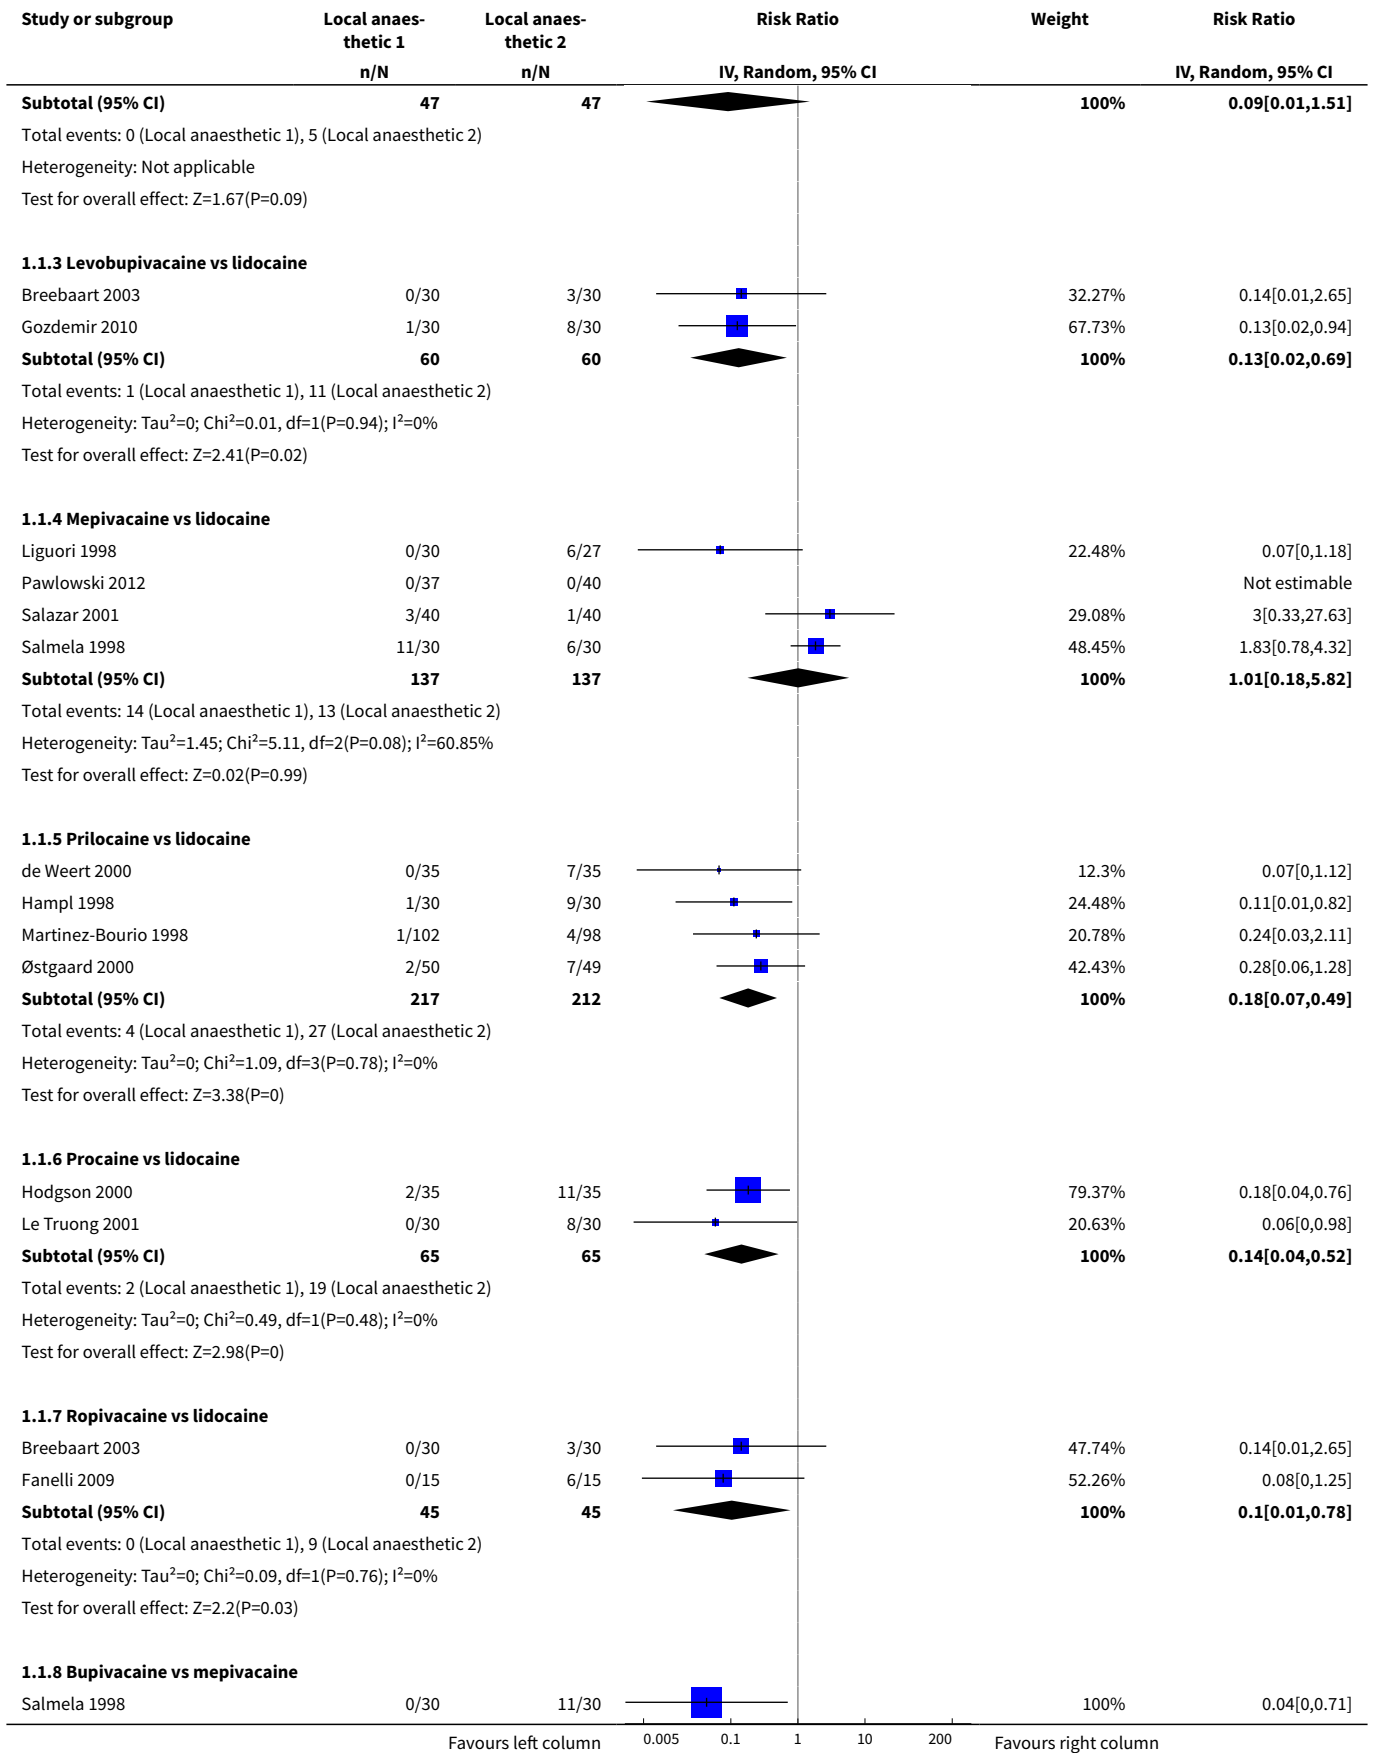 Study or subgroup Local anaes- Local anaes- Risk Ratio Weight Risk Ratio
thetic 1 thetic 2
n/N n/N IV, Random, 95% CI IV, Random, 95% CI
Subtotal (95% CI) 47 47 100% 0.09[0.01,1.51]
Total events: 0 (Local anaesthetic 1), 5 (Local anaesthetic 2)
Heterogeneity: Not applicable
Test for overall effect: Z=1.67(P=0.09)
1.1.3 Levobupivacaine vs lidocaine
Breebaart 2003 0/30 3/30 32.27% 0.14[0.01,2.65]
Gozdemir 2010 1/30 8/30 67.73% 0.13[0.02,0.94]
Subtotal (95% CI) 60 60 100% 0.13[0.02,0.69]
Total events: 1 (Local anaesthetic 1), 11 (Local anaesthetic 2)
Heterogeneity: Tau²=0; Chi²=0.01, df=1(P=0.94); I²=0%
Test for overall effect: Z=2.41(P=0.02)
1.1.4 Mepivacaine vs lidocaine
Liguori 1998 0/30 6/27 22.48% 0.07[0,1.18]
Pawlowski 2012 0/37 0/40 Not estimable
Salazar 2001 3/40 1/40 29.08% 3[0.33,27.63]
Salmela 1998 11/30 6/30 48.45% 1.83[0.78,4.32]
Subtotal (95% CI) 137 137 100% 1.01[0.18,5.82]
Total events: 14 (Local anaesthetic 1), 13 (Local anaesthetic 2)
Heterogeneity: Tau²=1.45; Chi²=5.11, df=2(P=0.08); I²=60.85%
Test for overall effect: Z=0.02(P=0.99)
1.1.5 Prilocaine vs lidocaine
de Weert 2000 0/35 7/35 12.3% 0.07[0,1.12]
Hampl 1998 1/30 9/30 24.48% 0.11[0.01,0.82]
Martinez-Bourio 1998 1/102 4/98 20.78% 0.24[0.03,2.11]
Østgaard 2000 2/50 7/49 42.43% 0.28[0.06,1.28]
Subtotal (95% CI) 217 212 100% 0.18[0.07,0.49]
Total events: 4 (Local anaesthetic 1), 27 (Local anaesthetic 2)
Heterogeneity: Tau²=0; Chi²=1.09, df=3(P=0.78); I²=0%
Test for overall effect: Z=3.38(P=0)
1.1.6 Procaine vs lidocaine
Hodgson 2000 2/35 11/35 79.37% 0.18[0.04,0.76]
Le Truong 2001 0/30 8/30 20.63% 0.06[0,0.98]
Subtotal (95% CI) 65 65 100% 0.14[0.04,0.52]
Total events: 2 (Local anaesthetic 1), 19 (Local anaesthetic 2)
Heterogeneity: Tau²=0; Chi²=0.49, df=1(P=0.48); I²=0%
Test for overall effect: Z=2.98(P=0)
1.1.7 Ropivacaine vs lidocaine
Breebaart 2003 0/30 3/30 47.74% 0.14[0.01,2.65]
Fanelli 2009 0/15 6/15 52.26% 0.08[0,1.25]
Subtotal (95% CI) 45 45 100% 0.1[0.01,0.78]
Total events: 0 (Local anaesthetic 1), 9 (Local anaesthetic 2)
Heterogeneity: Tau²=0; Chi²=0.09, df=1(P=0.76); I²=0%
Test for overall effect: Z=2.2(P=0.03)
1.1.8 Bupivacaine vs mepivacaine
Salmela 1998 0/30 11/30 100% 0.04[0,0.71]
Favours left column 0.005 0.1 1 10 200 Favours right column